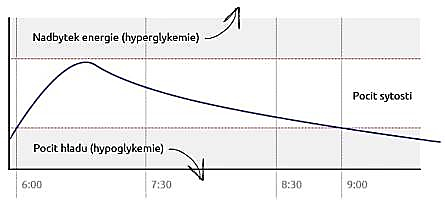 Nadbytek energie (hyperglykemie)
Pocit sytosti
Pocit hladu (hypoglykemie)
6:00
7:30
8:30
9:00